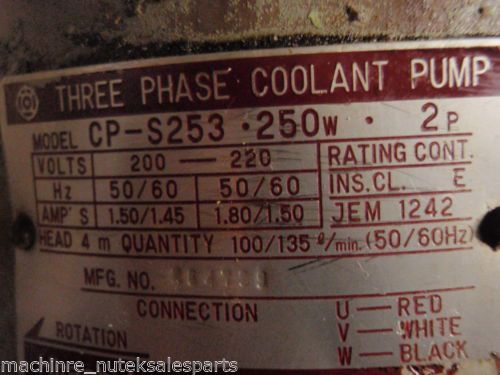 THREE PHASE COOLANT PUMP
MODEL CP-S253 · 250W · 2P
VOLTS 200 — 220 RATING CONT.
Hz 50/60 50/60 INS.CL. E
AMP'S 1.50/1.45 1.80/1.50 JEM 1242
HEAD 4 m QUANTITY 100/135 ℓ/min. (50/60Hz)
MFG. NO.
CONNECTION U—RED
V—WHITE
ROTATION
W—BLACK
machinre_nuteksalesparts